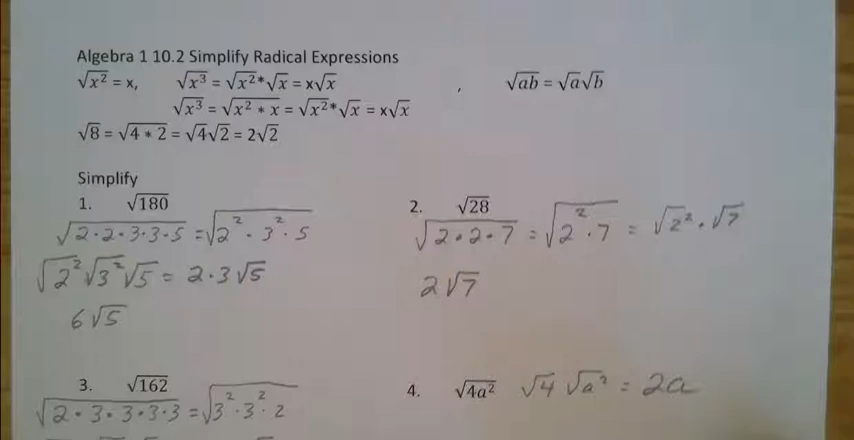 Algebra 1 10.2 Simplify Radical Expressions
√x² = x, √x³ = √x²*√x = x√x , √ab = √a√b
√x³ = √x² * x = √x²*√x = x√x
√8 = √4 * 2 = √4√2 = 2√2
Simplify
1. √180
√2·2·3·3·5 = √2²·3²·5
√2²√3²√5 = 2·3√5
6√5
2. √28
√2·2·7 = √2²·7 = √2²·√7
2√7
3. √162
√2·3·3·3·3 = √3²·3²·2
4. √4a² √4 √a² = 2a